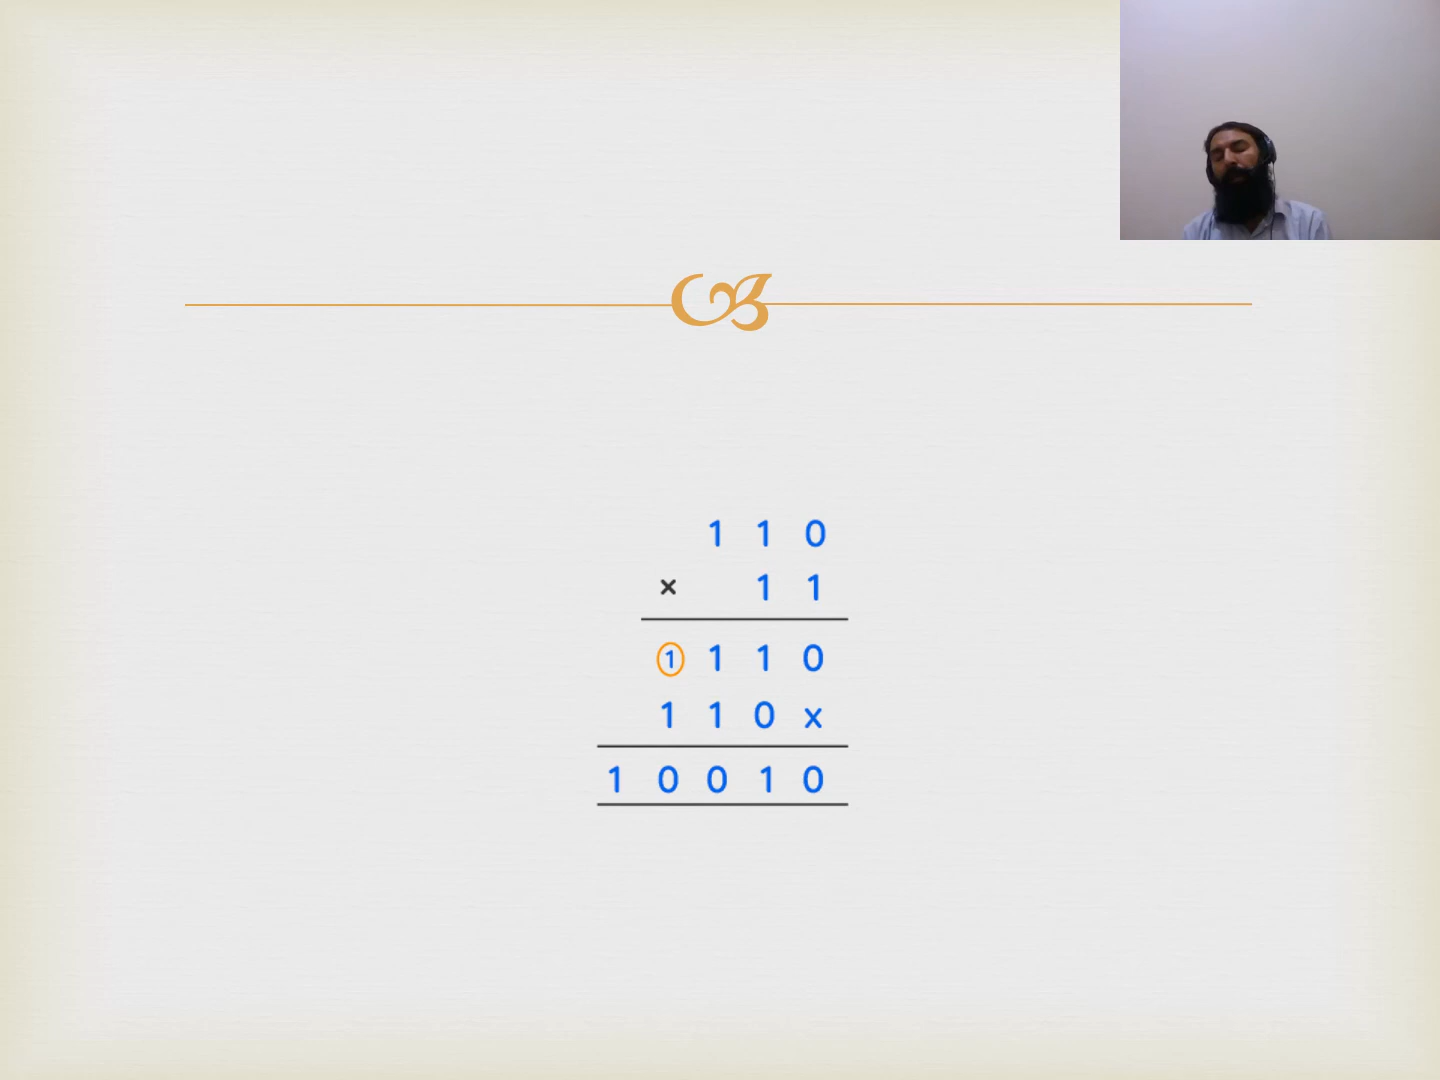 1 1 0
× 1 1
1 1 1 0
1 1 0 x
1 0 0 1 0